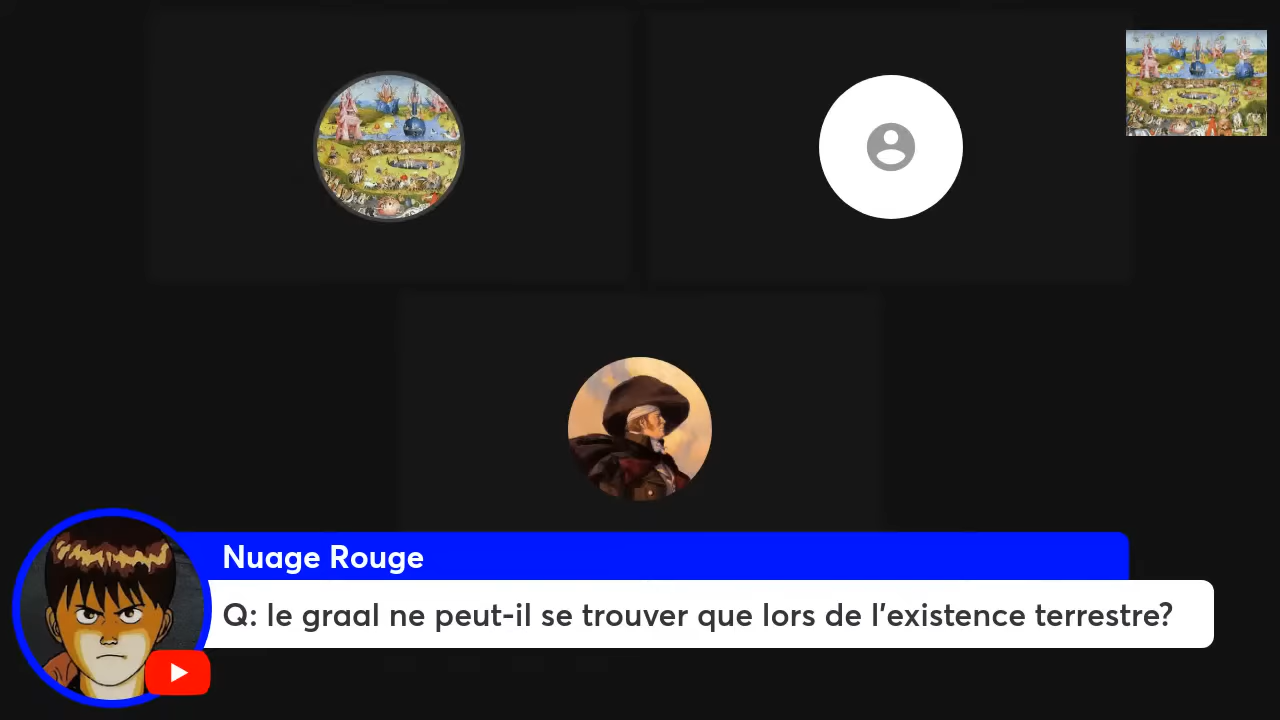 Nuage Rouge
Q: le graal ne peut-il se trouver que lors de l'existence terrestre?